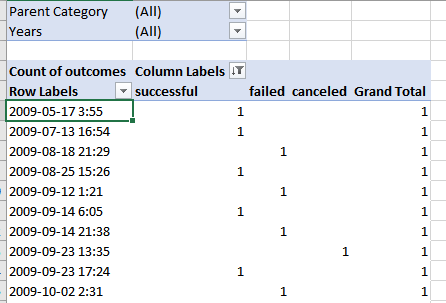 Parent Category (All)
Years (All)
Count of outcomes Column Labels
Row Labels successful failed canceled Grand Total
2009-05-17 3:55 1 1
2009-07-13 16:54 1 1
2009-08-18 21:29 1 1
2009-08-25 15:26 1 1
2009-09-12 1:21 1 1
2009-09-14 6:05 1 1
2009-09-14 21:38 1 1
2009-09-23 13:35 1 1
2009-09-23 17:24 1 1
2009-10-02 2:31 1 1